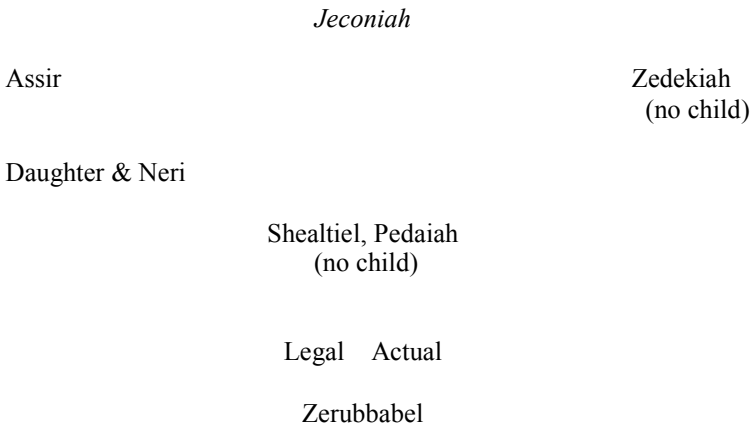 Jeconiah
Assir Zedekiah
(no child)
Daughter & Neri
Shealtiel, Pedaiah
(no child)
Legal Actual
Zerubbabel